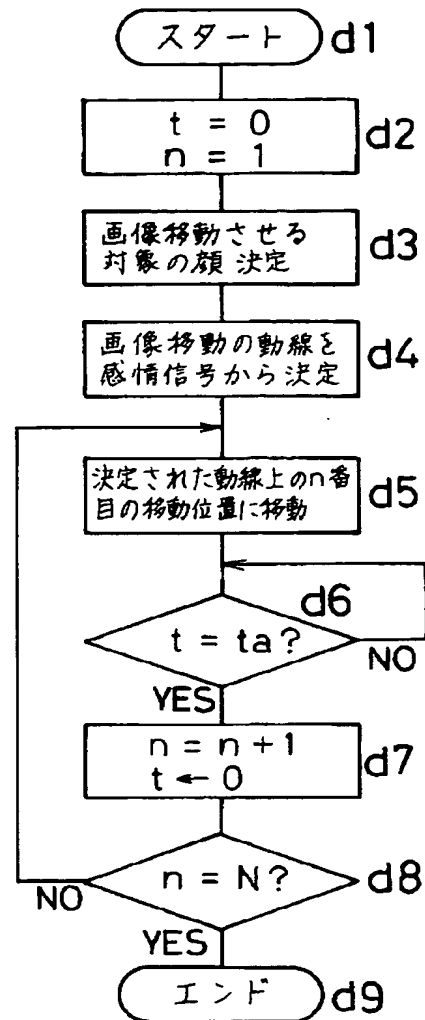 スタート d1
t = 0
n = 1
d2
画像移動させる
対象の顔 決定
d3
画像移動の動線を
感情信号から決定
d4
決定された動線上のn番
目の移動位置に移動
d5
d6
t = ta?
NO
YES
n = n + 1
t ← 0
d7
n = N?
d8
NO
YES
エンド d9